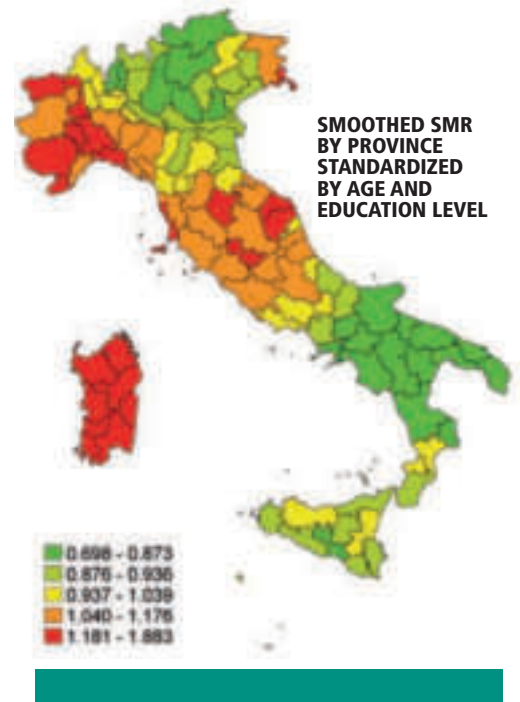 SMOOTHED SMR
BY PROVINCE
STANDARDIZED
BY AGE AND
EDUCATION LEVEL
0.698 - 0.873
0.876 - 0.936
0.937 - 1.039
1.040 - 1.176
1.181 - 1.883